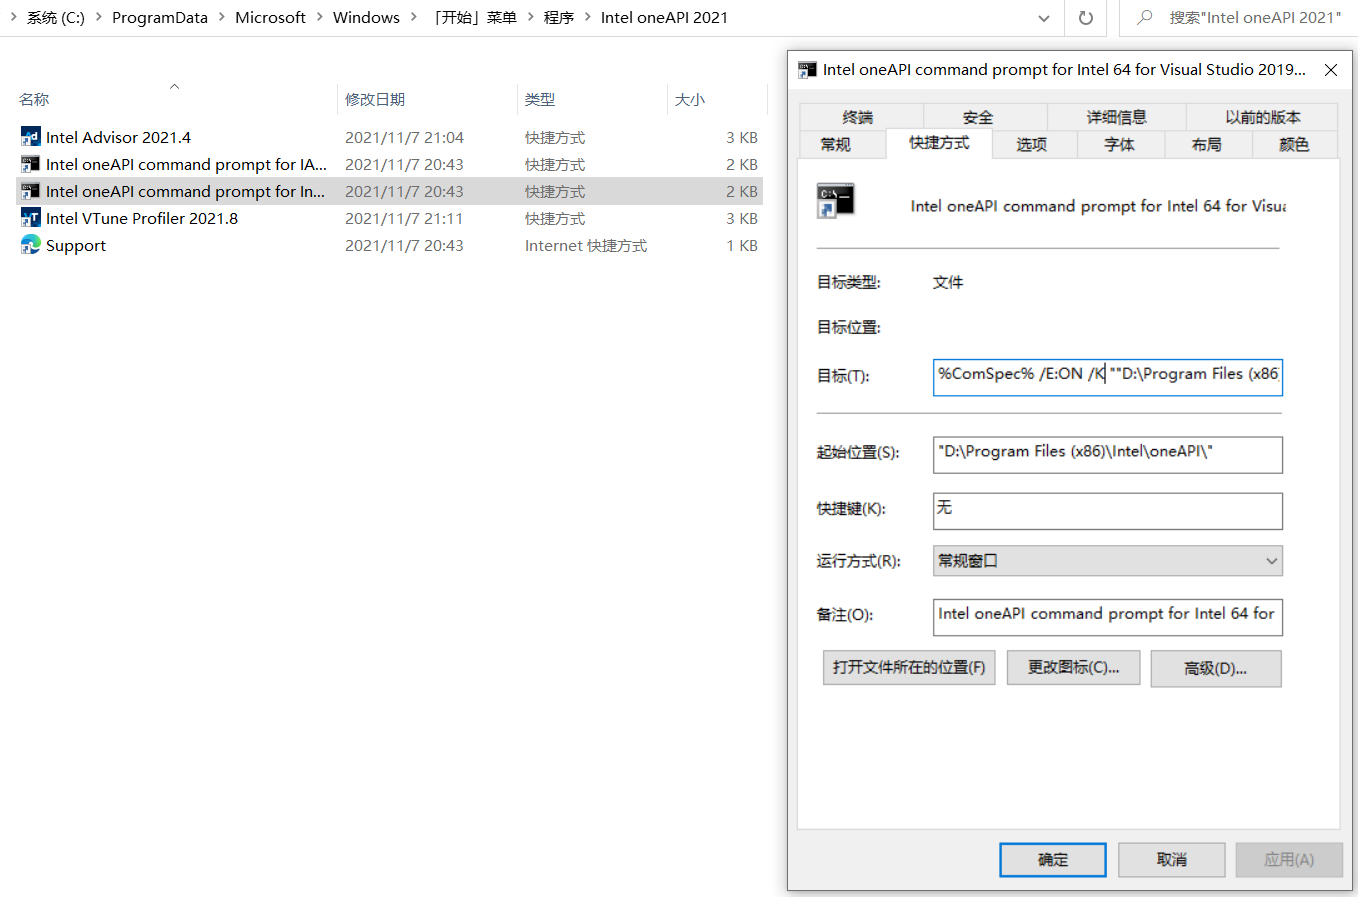 系统 (C:) > ProgramData > Microsoft > Windows > 「开始」菜单 > 程序 > Intel oneAPI 2021
搜索"Intel oneAPI 2021"
名称 修改日期 类型 大小
Intel Advisor 2021.4 2021/11/7 21:04 快捷方式 3 KB
Intel oneAPI command prompt for IA... 2021/11/7 20:43 快捷方式 2 KB
Intel oneAPI command prompt for In... 2021/11/7 20:43 快捷方式 2 KB
Intel VTune Profiler 2021.8 2021/11/7 21:11 快捷方式 3 KB
Support 2021/11/7 20:43 Internet 快捷方式 1 KB
Intel oneAPI command prompt for Intel 64 for Visual Studio 2019...
终端 安全 详细信息 以前的版本
常规 快捷方式 选项 字体 布局 颜色
Intel oneAPI command prompt for Intel 64 for Visua
目标类型: 文件
目标位置:
目标(T): %ComSpec% /E:ON /K ""D:\Program Files (x86
起始位置(S): "D:\Program Files (x86)\Intel\oneAPI\"
快捷键(K): 无
运行方式(R): 常规窗口
备注(O): Intel oneAPI command prompt for Intel 64 for
打开文件所在的位置(F) 更改图标(C)... 高级(D)...
确定 取消 应用(A)